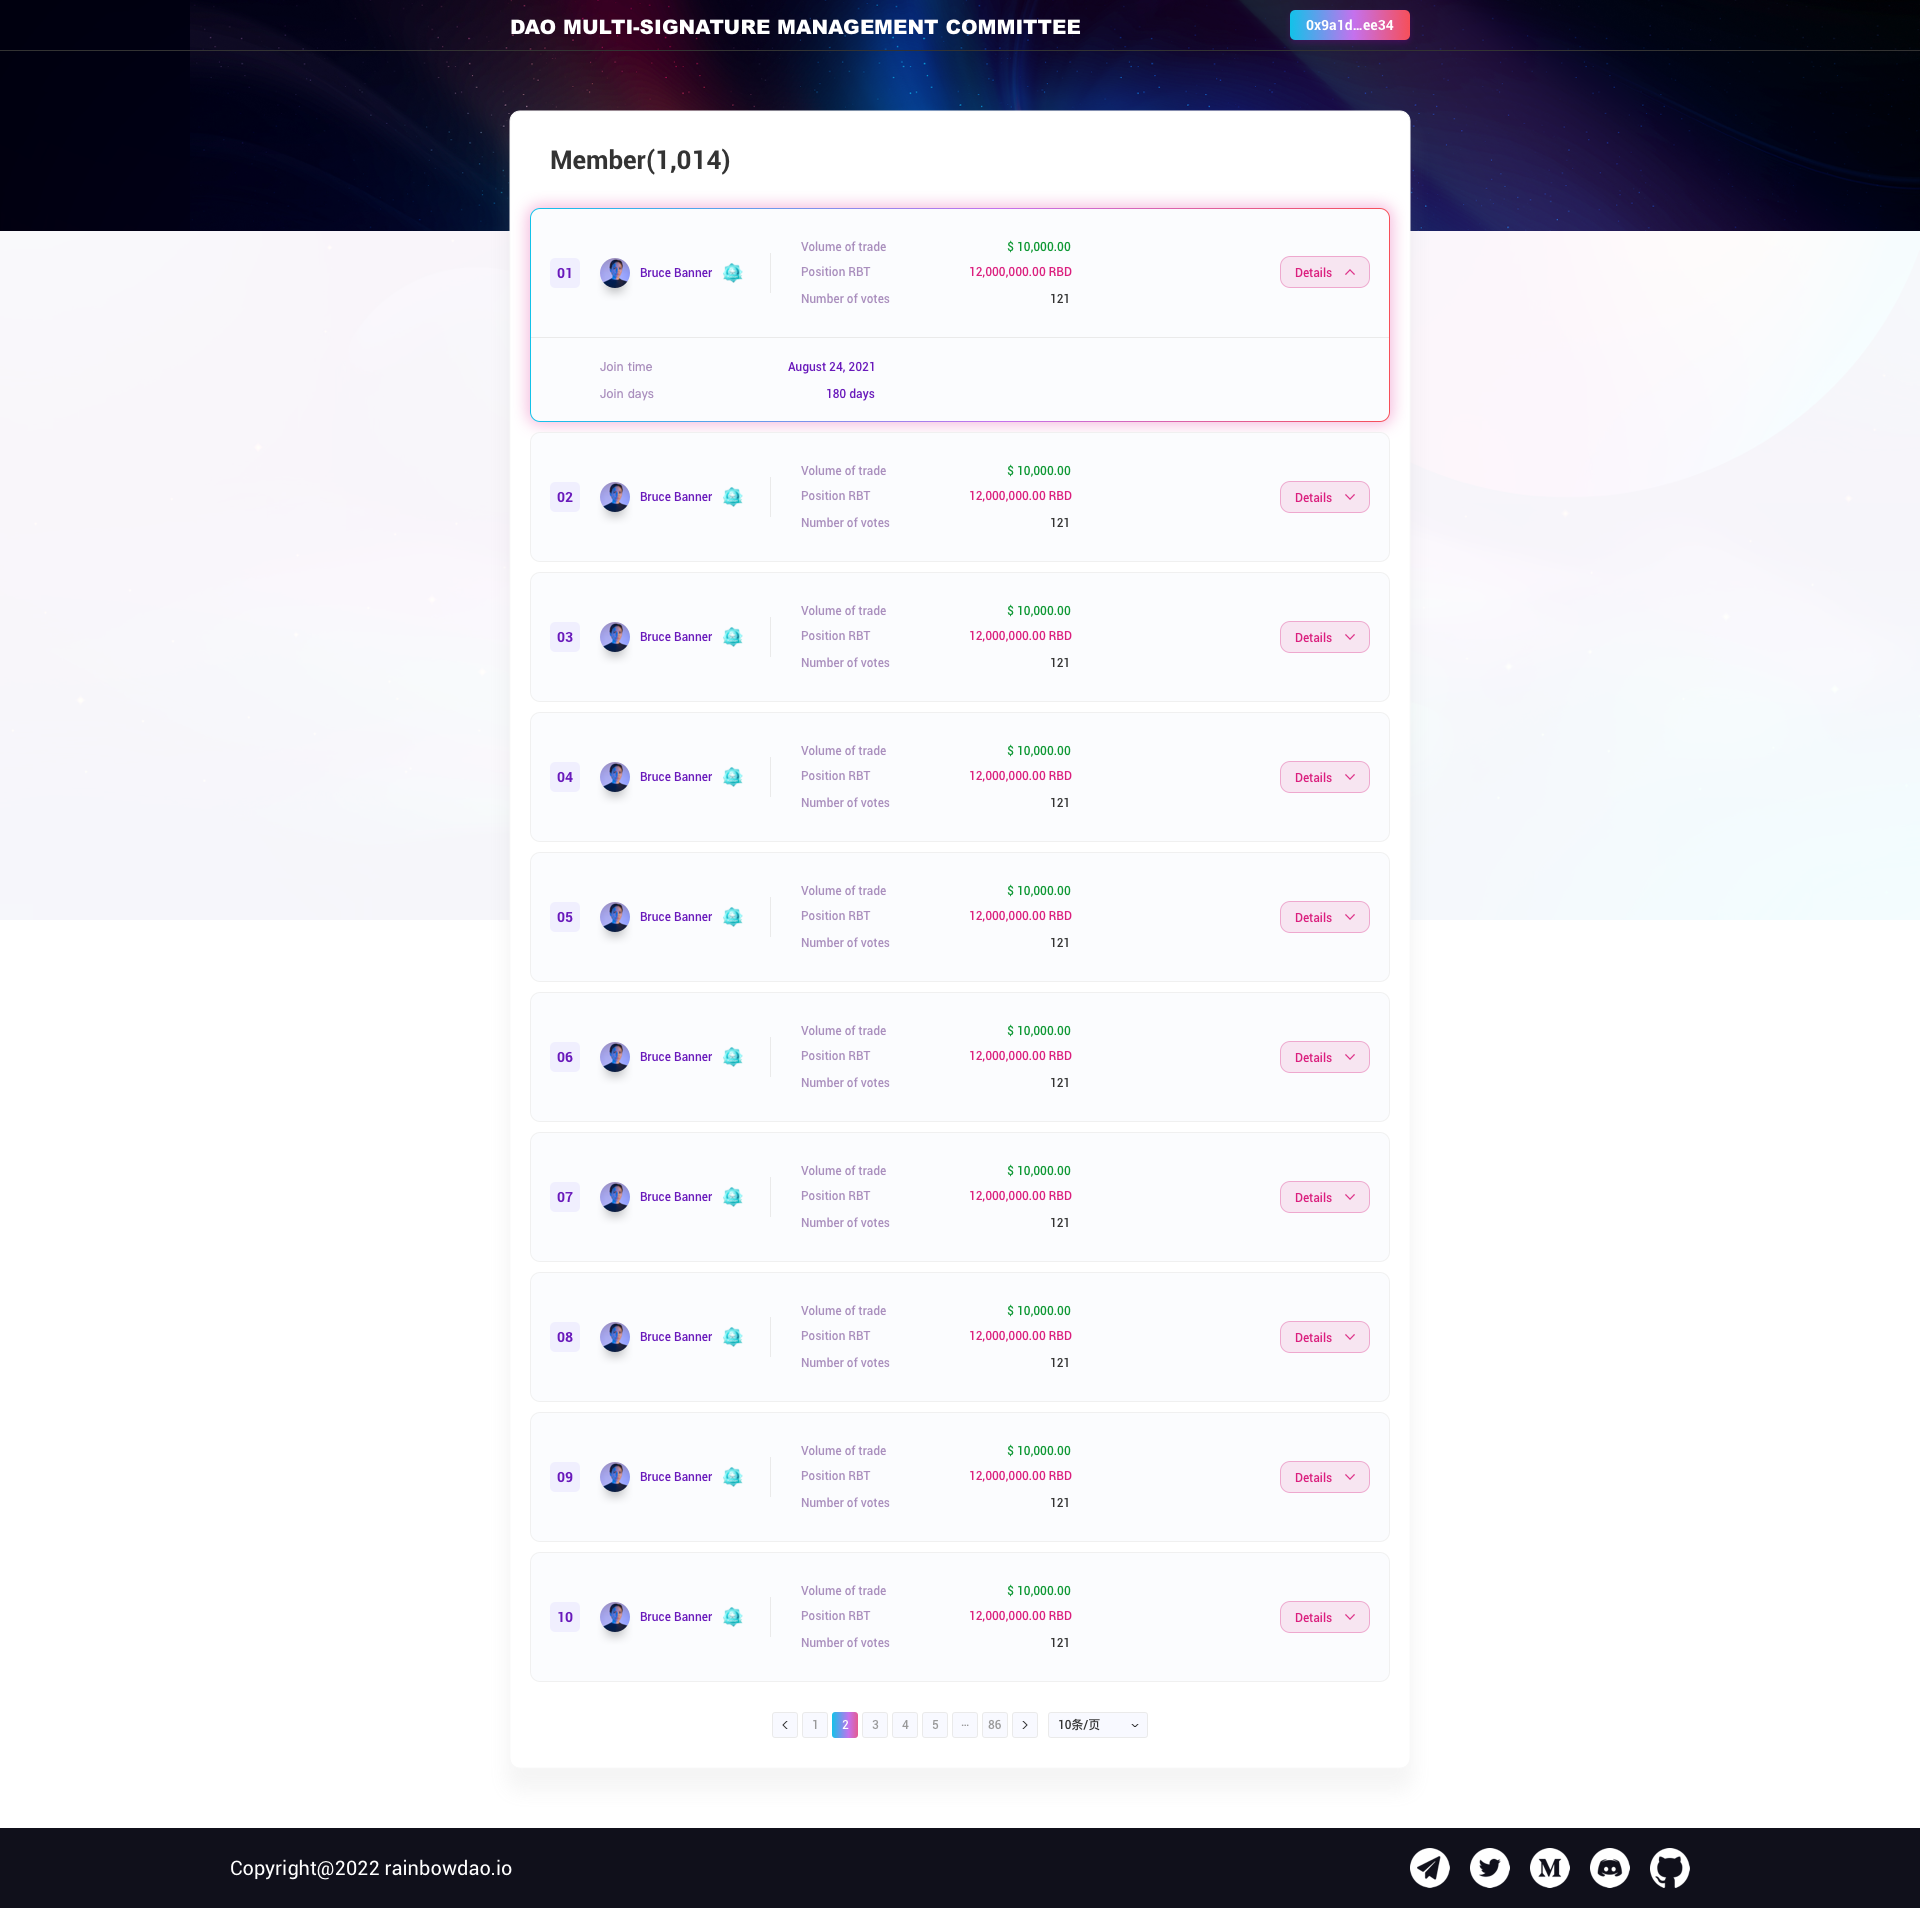 DAO MULTI-SIGNATURE MANAGEMENT COMMITTEE
0x9a1d...ee34
Member(1,014)
01 Bruce Banner
Volume of trade $ 10,000.00
Position RBT 12,000,000.00 RBD
Number of votes 121
Details
Join time August 24, 2021
Join days 180 days
02 Bruce Banner
Volume of trade $ 10,000.00
Position RBT 12,000,000.00 RBD
Number of votes 121
Details
03 Bruce Banner
Volume of trade $ 10,000.00
Position RBT 12,000,000.00 RBD
Number of votes 121
Details
04 Bruce Banner
Volume of trade $ 10,000.00
Position RBT 12,000,000.00 RBD
Number of votes 121
Details
05 Bruce Banner
Volume of trade $ 10,000.00
Position RBT 12,000,000.00 RBD
Number of votes 121
Details
06 Bruce Banner
Volume of trade $ 10,000.00
Position RBT 12,000,000.00 RBD
Number of votes 121
Details
07 Bruce Banner
Volume of trade $ 10,000.00
Position RBT 12,000,000.00 RBD
Number of votes 121
Details
08 Bruce Banner
Volume of trade $ 10,000.00
Position RBT 12,000,000.00 RBD
Number of votes 121
Details
09 Bruce Banner
Volume of trade $ 10,000.00
Position RBT 12,000,000.00 RBD
Number of votes 121
Details
10 Bruce Banner
Volume of trade $ 10,000.00
Position RBT 12,000,000.00 RBD
Number of votes 121
Details
1 2 3 4 5 ... 86 10条/页
Copyright@2022 rainbowdao.io